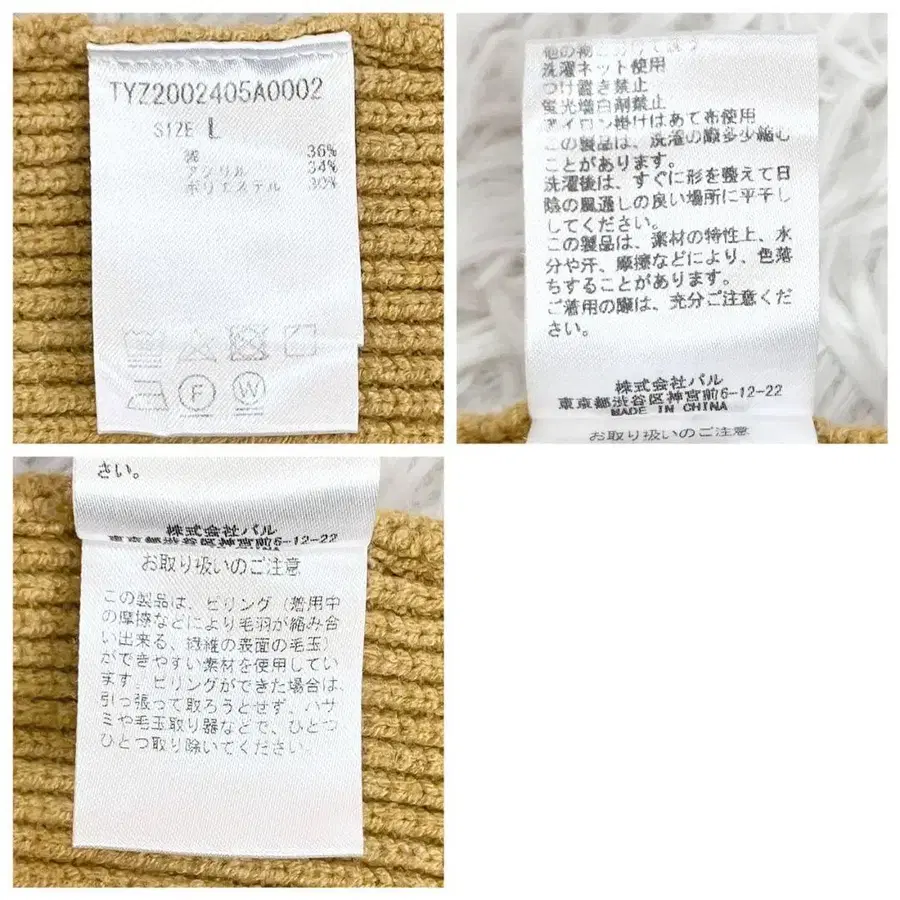 TYZ2002405A0002
SIZE L
綿 36%
アクリル 34%
ポリエステル 30%
F
W
他の物と分けて洗う
洗濯ネット使用
つけ置き禁止
蛍光増白剤禁止
アイロン掛けはあて布使用
この製品は、洗濯の際多少縮む
ことがあります。
洗濯後は、すぐに形を整えて日
陰の風通しの良い場所に平干し
してください。
この製品は、素材の特性上、水
分や汗、摩擦などにより、色落
ちすることがあります。
ご着用の際は、充分ご注意くだ
さい。
株式会社パル
東京都渋谷区神宮前6-12-22
MADE IN CHINA
お取り扱いのご注意
さい。
株式会社パル
東京都渋谷区神宮前6-12-22
お取り扱いのご注意
この製品は、ピリング（着用中
の摩擦などにより毛羽が絡み合
い出来る、繊維の表面の毛玉）
ができやすい素材を使用してい
ます。ピリングができた場合は、
引っ張って取ろうとせず、ハサ
ミや毛玉取り器などで、ひとつ
ひとつ取り除いてください。